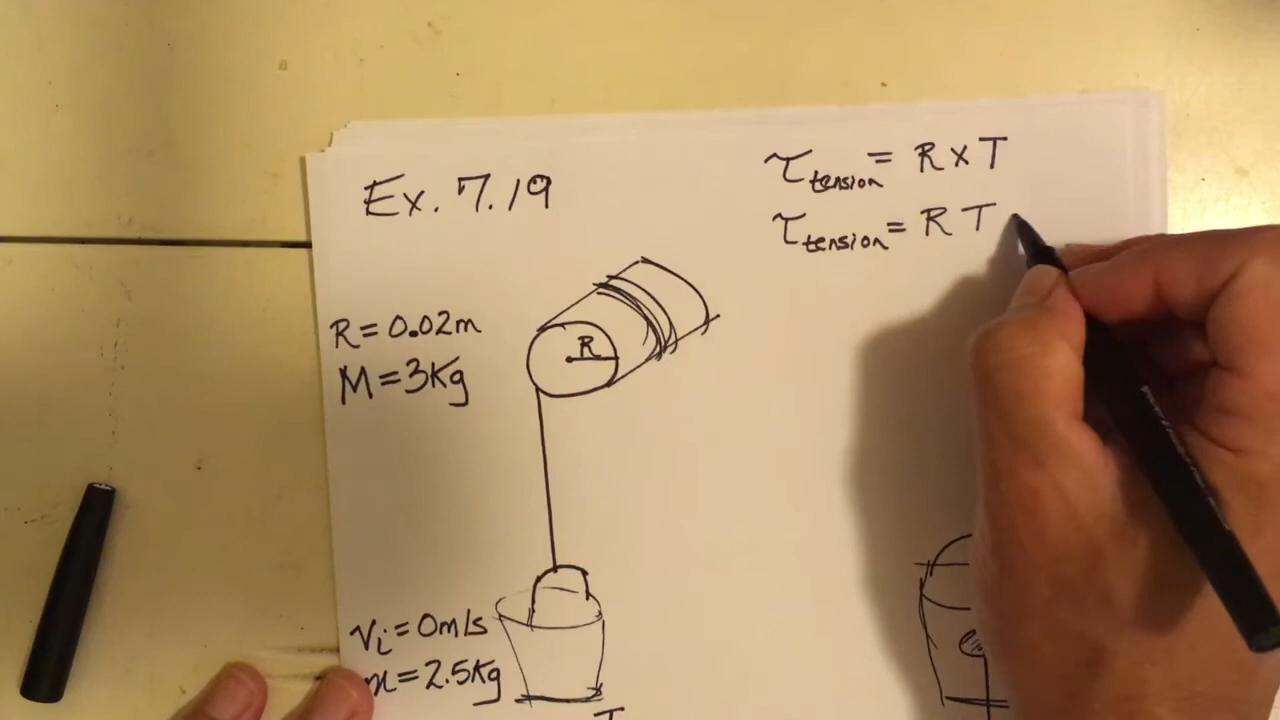 Ex. 7.19
τtension = R x T
τtension = R T
R = 0.02m
M = 3Kg
R
vi = 0m/s
m = 2.5Kg